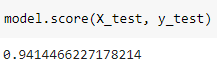 model.score(X_test, y_test)
0.9414466227178214